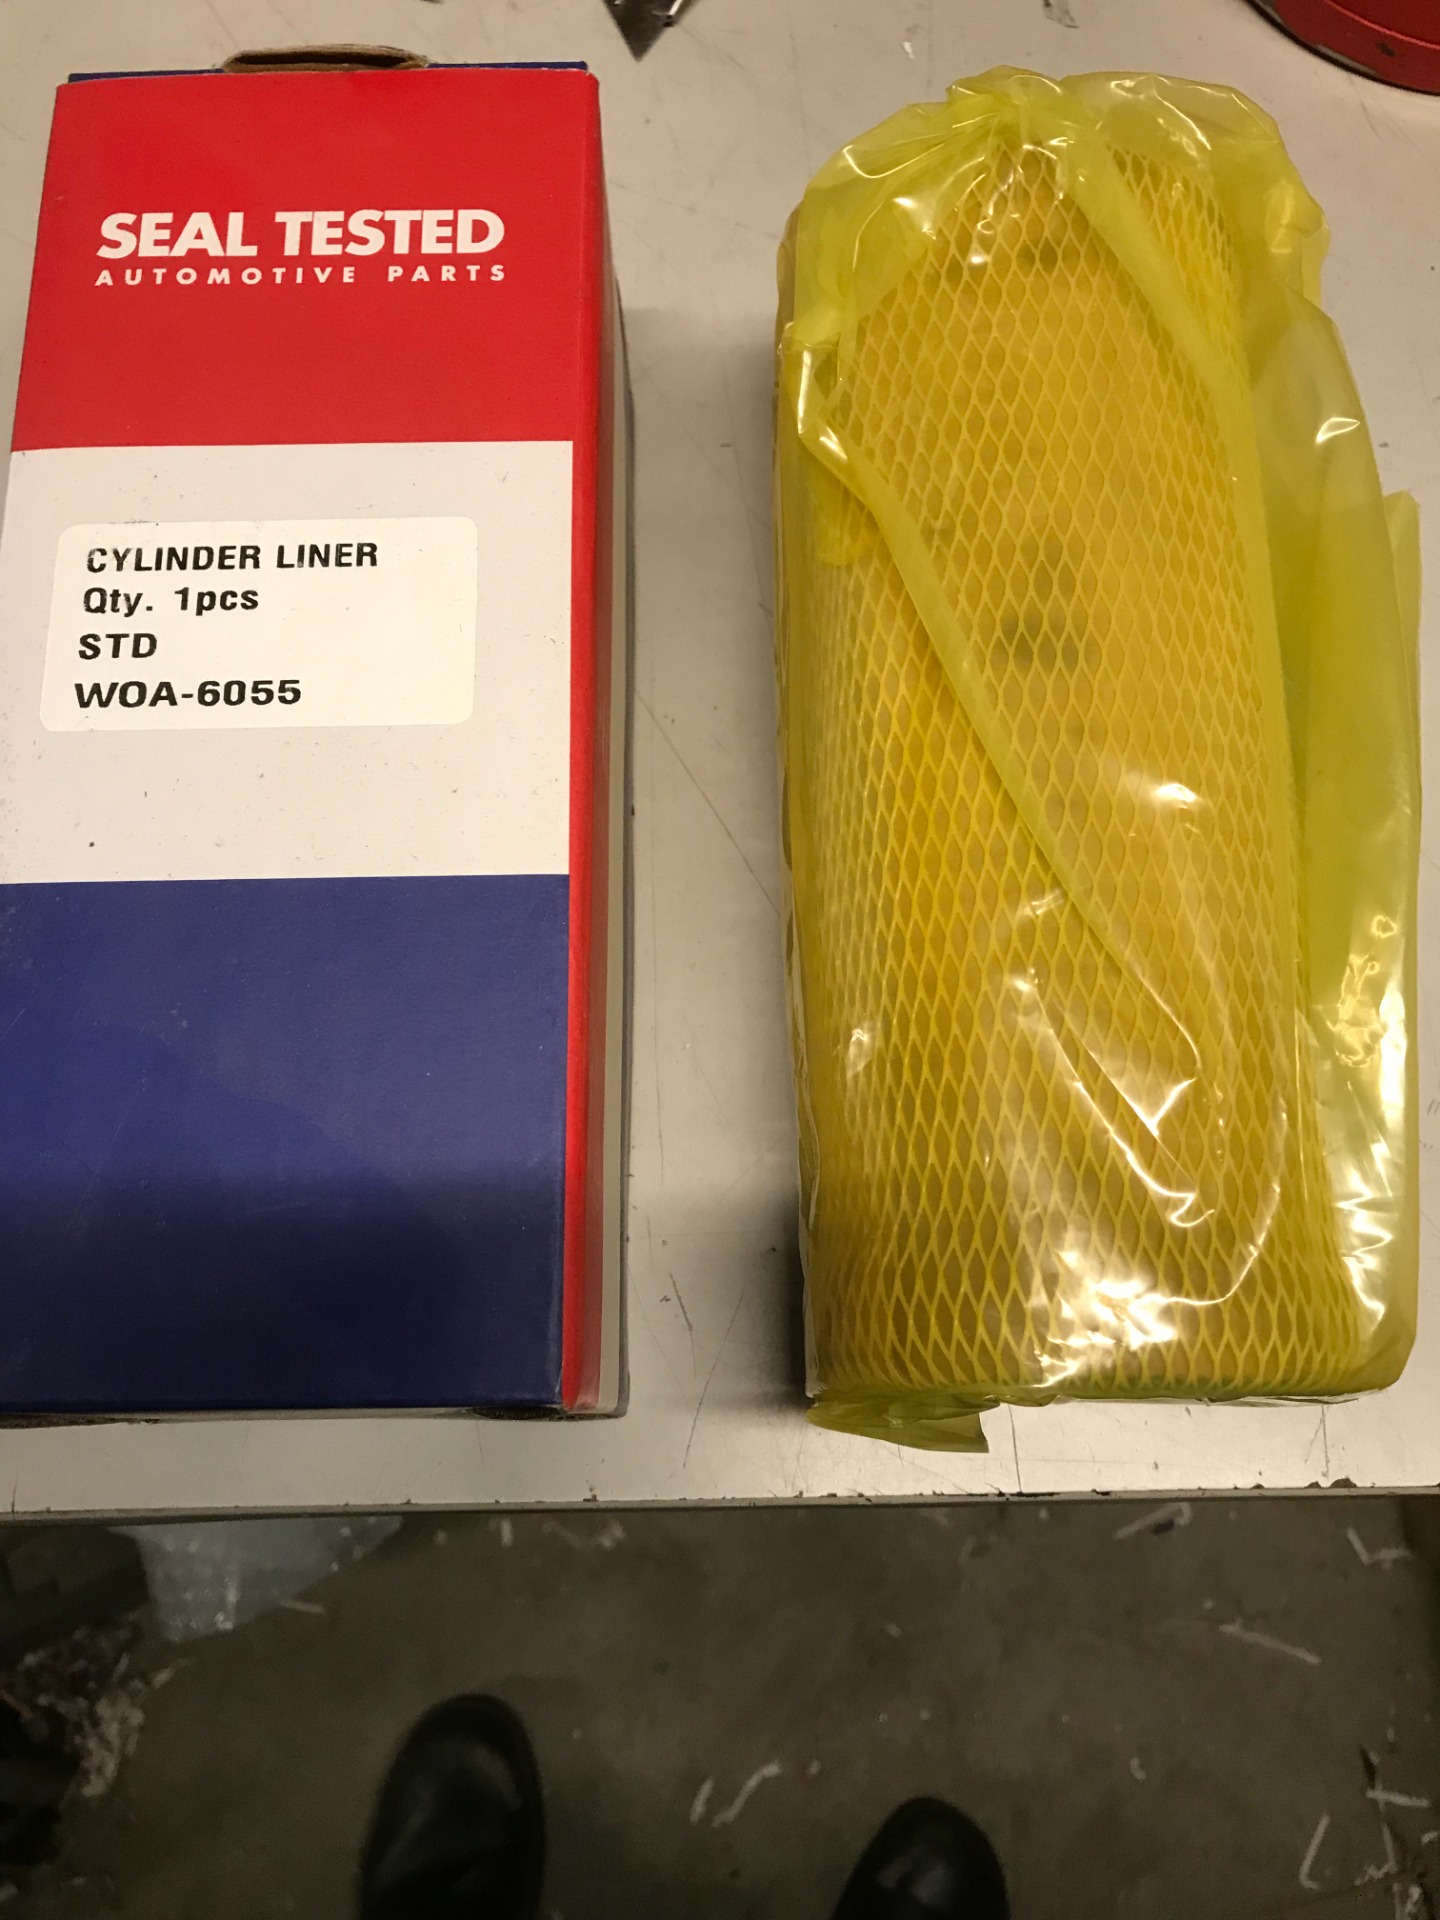 SEAL TESTED
AUTOMOTIVE PARTS
CYLINDER LINER
Qty. 1pcs
STD
WOA-6055